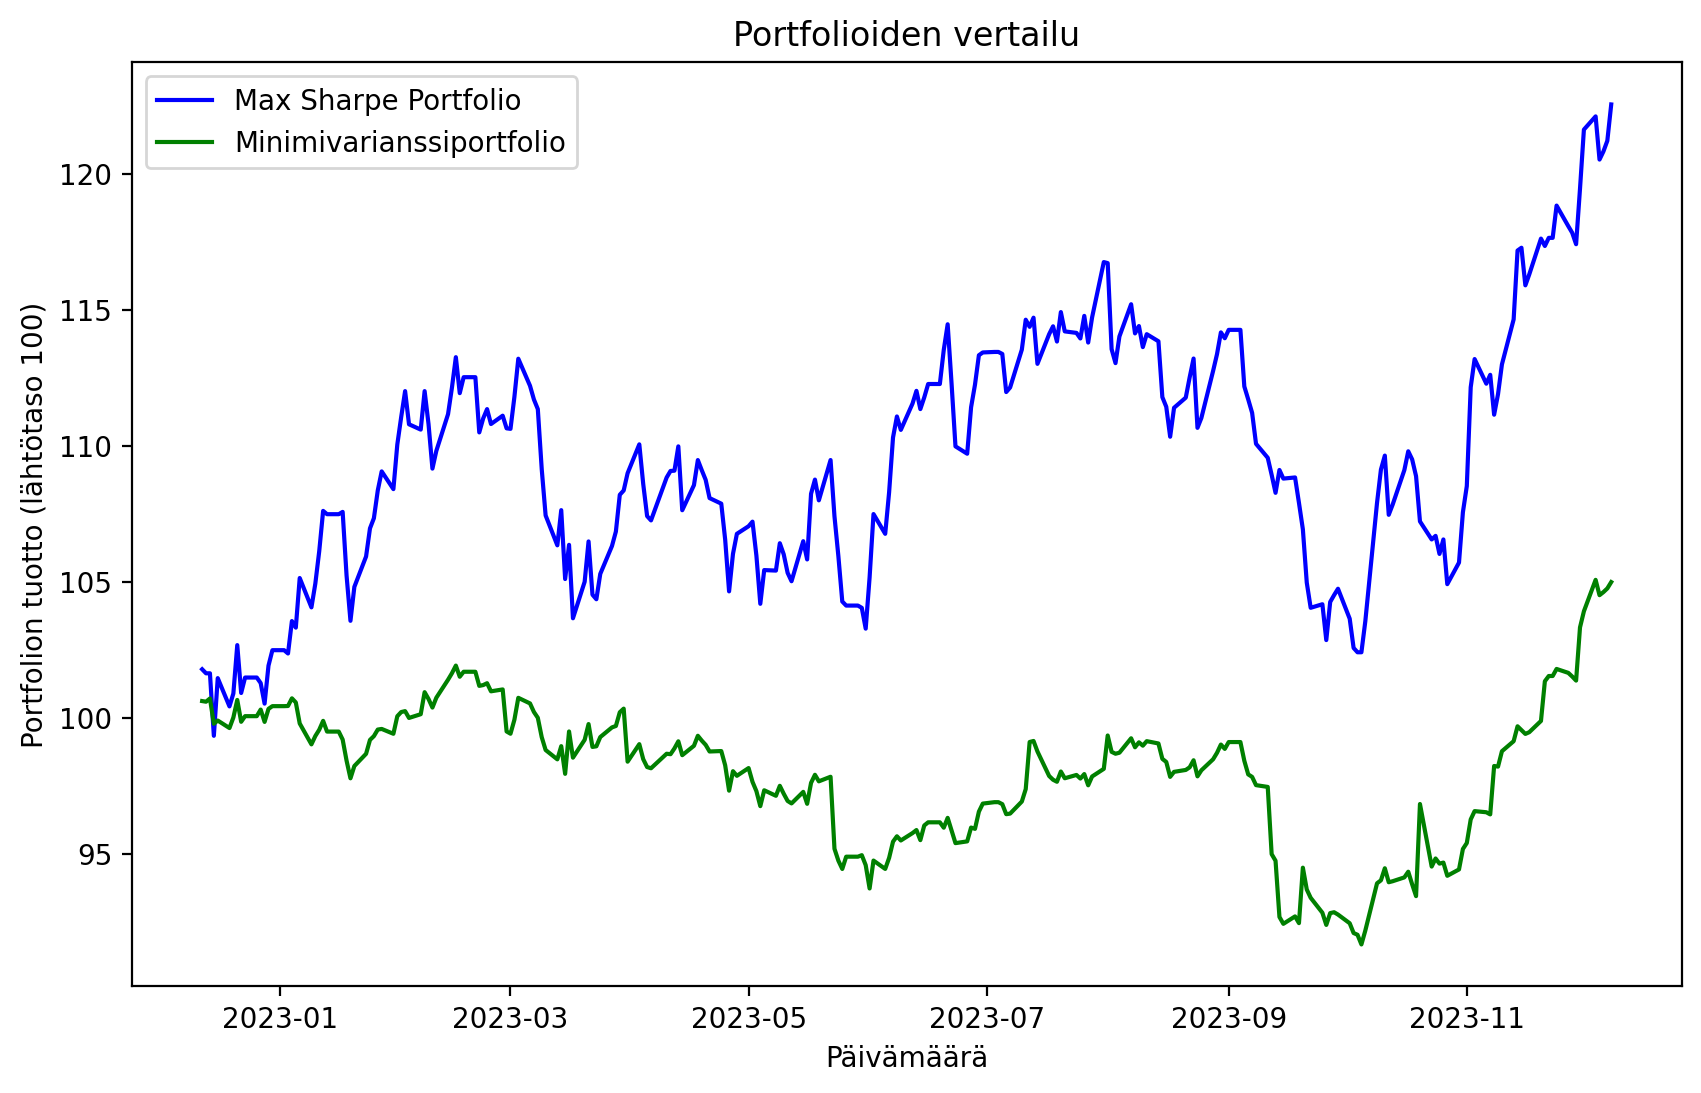 Portfolioiden vertailu
Max Sharpe Portfolio
Minimivarianssiportfolio
Portfolion tuotto (lähtötaso 100)
120
115
110
105
100
95
2023-01 2023-03 2023-05 2023-07 2023-09 2023-11
Päivämäärä